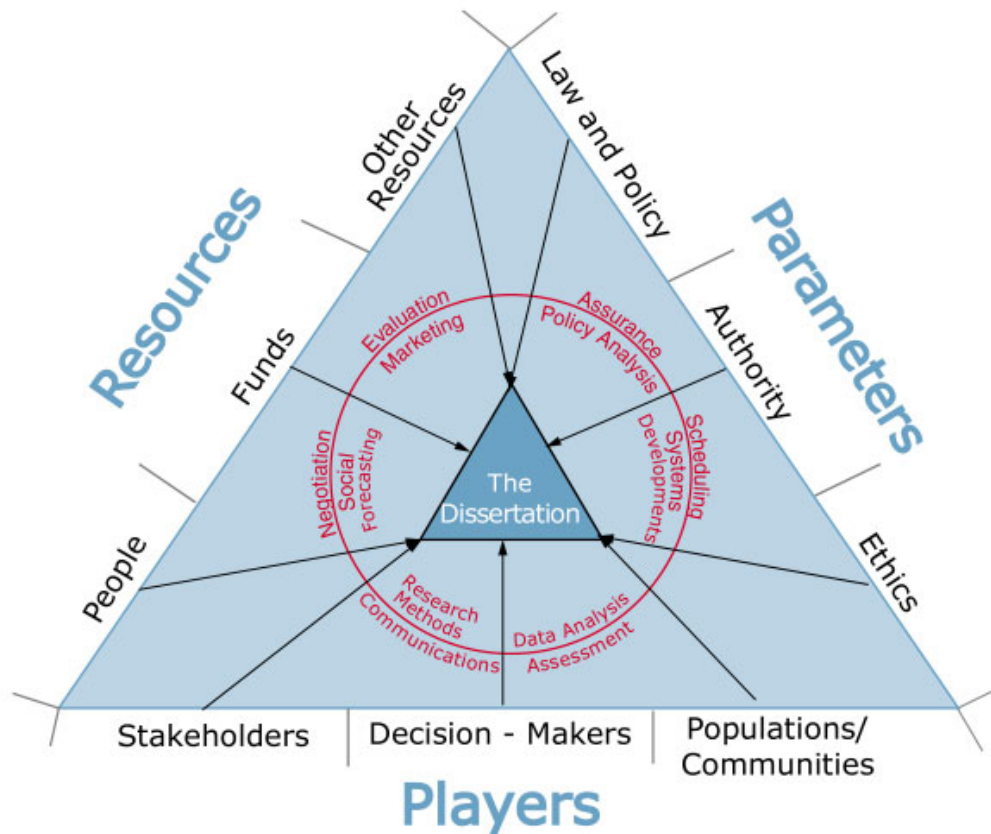 Other
Resources
Law and Policy
Resources
Parameters
Funds
Authority
People
Ethics
Evaluation
Marketing
Assurance
Policy Analysis
Negotiation
Social
Forecasting
Scheduling
Systems
Developments
The
Dissertation
Research
Methods
Communications
Data Analysis
Assessment
Stakeholders
Decision - Makers
Populations/
Communities
Players